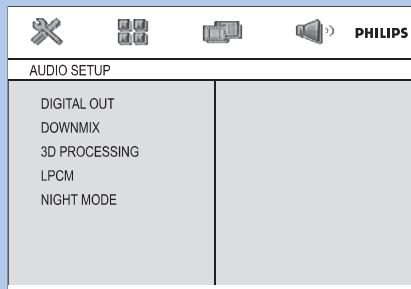 PHILIPS
AUDIO SETUP
DIGITAL OUT
DOWNMIX
3D PROCESSING
LPCM
NIGHT MODE